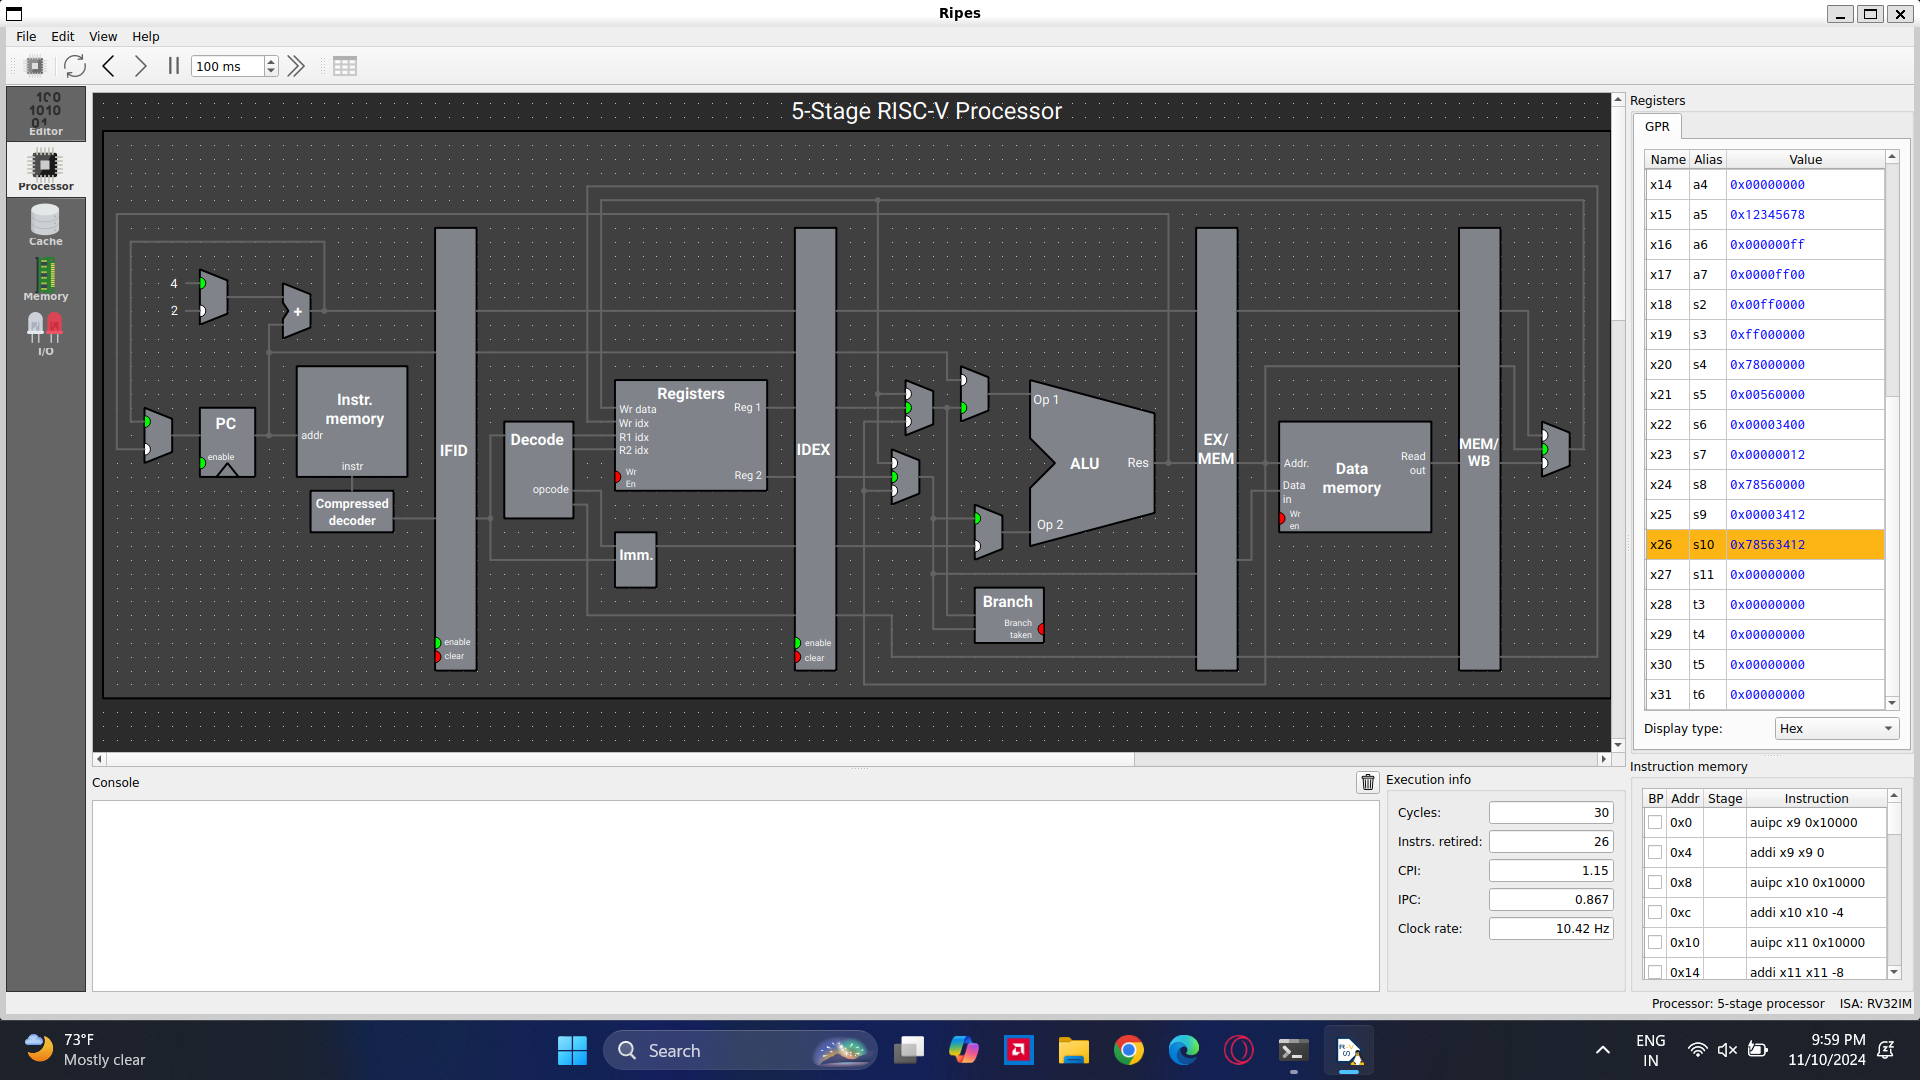 Ripes
File Edit View Help
100 ms
Editor
Processor
Cache
Memory
I/O
5-Stage RISC-V Processor
4
2
+
PC
enable
Instr.
memory
addr
instr
Compressed
decoder
IFID
enable
clear
Decode
opcode
Registers
Wr data
Wr idx
R1 idx
R2 idx
Wr
En
Reg 1
Reg 2
Imm.
IDEX
enable
clear
Op 1
ALU
Res
Op 2
Branch
Branch
taken
EX/
MEM
Addr.
Data
in
Wr
en
Data
memory
Read
out
MEM/
WB
Registers
GPR
Name Alias Value
x14 a4 0x00000000
x15 a5 0x12345678
x16 a6 0x000000ff
x17 a7 0x0000ff00
x18 s2 0x00ff0000
x19 s3 0xff000000
x20 s4 0x78000000
x21 s5 0x00560000
x22 s6 0x00003400
x23 s7 0x00000012
x24 s8 0x78560000
x25 s9 0x00003412
x26 s10 0x78563412
x27 s11 0x00000000
x28 t3 0x00000000
x29 t4 0x00000000
x30 t5 0x00000000
x31 t6 0x00000000
Display type: Hex
Console
Execution info
Cycles: 30
Instrs. retired: 26
CPI: 1.15
IPC: 0.867
Clock rate: 10.42 Hz
Instruction memory
BP Addr Stage Instruction
0x0 auipc x9 0x10000
0x4 addi x9 x9 0
0x8 auipc x10 0x10000
0xc addi x10 x10 -4
0x10 auipc x11 0x10000
0x14 addi x11 x11 -8
Processor: 5-stage processor ISA: RV32IM
73°F
Mostly clear
Search
ENG
IN
9:59 PM
11/10/2024